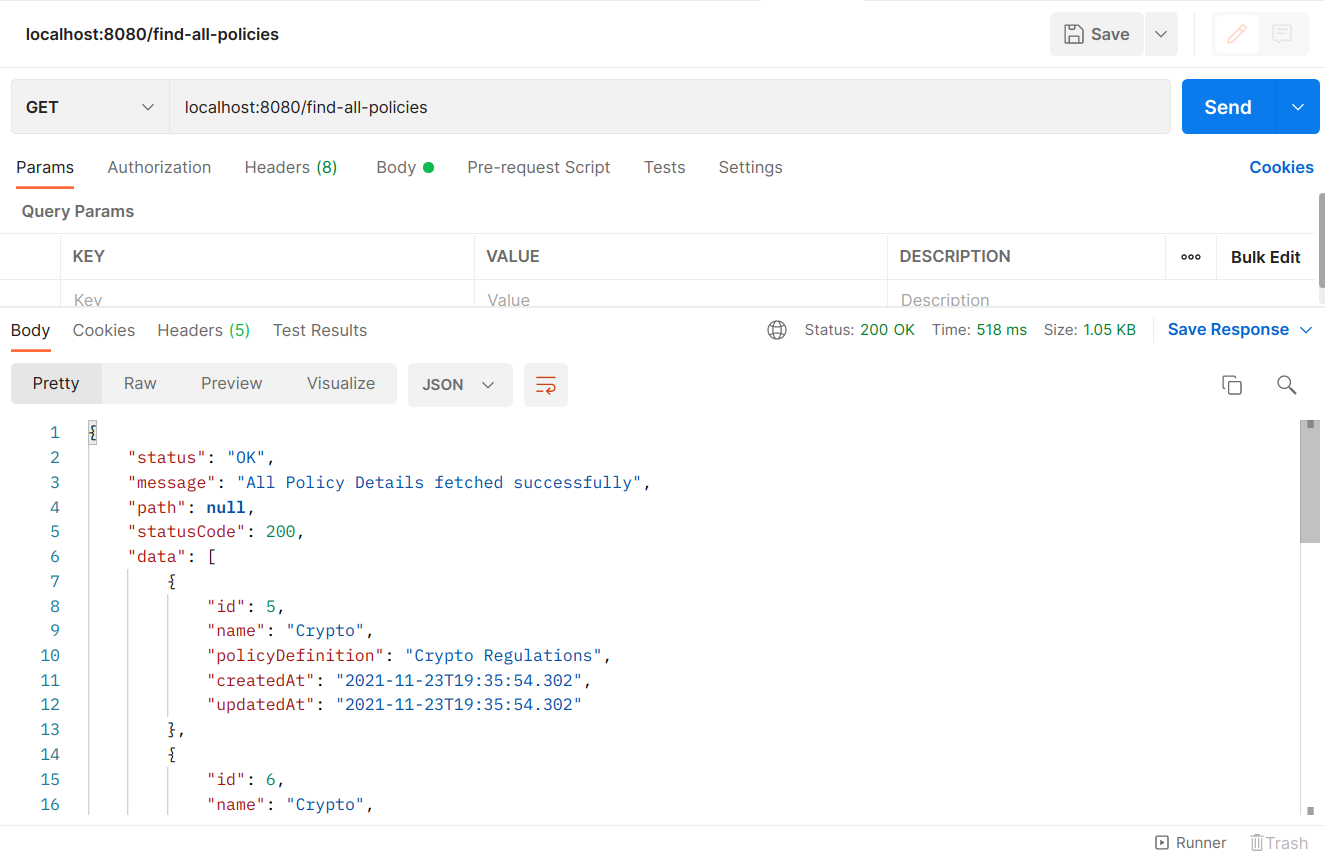 localhost:8080/find-all-policies
Save
GET localhost:8080/find-all-policies Send
Params Authorization Headers (8) Body Pre-request Script Tests Settings Cookies
Query Params
KEY VALUE DESCRIPTION ooo Bulk Edit
Key Value Description
Body Cookies Headers (5) Test Results Status: 200 OK Time: 518 ms Size: 1.05 KB Save Response
Pretty Raw Preview Visualize JSON
1 {
2 "status": "OK",
3 "message": "All Policy Details fetched successfully",
4 "path": null,
5 "statusCode": 200,
6 "data": [
7 {
8 "id": 5,
9 "name": "Crypto",
10 "policyDefinition": "Crypto Regulations",
11 "createdAt": "2021-11-23T19:35:54.302",
12 "updatedAt": "2021-11-23T19:35:54.302"
13 },
14 {
15 "id": 6,
16 "name": "Crypto",
Runner Trash